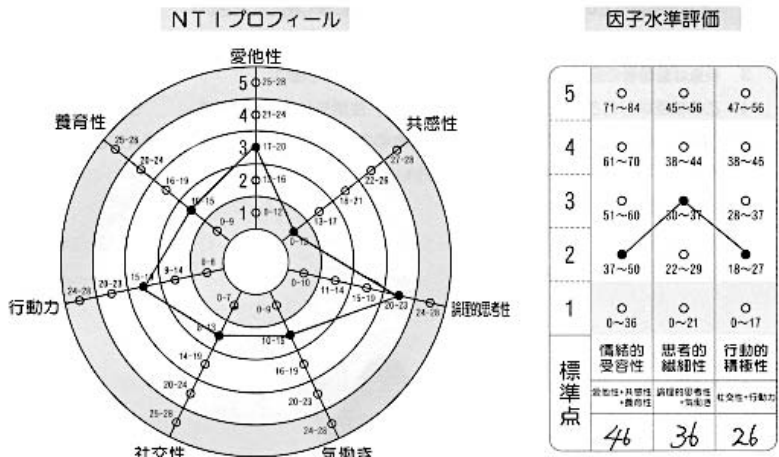 NTIプロフィール
因子水準評価
愛他性
5 25-28
4 21-24
3 17-20
2 13-16
1 0-12
共感性
27-28
22-26
18-21
13-17
0-12
論理的思考性
24-28
20-23
15-19
11-14
0-10
気働き
24-28
20-23
16-19
10-15
0-9
社交性
25-28
20-24
14-19
8-13
0-7
行動力
24-28
20-23
15-19
9-14
0-8
養育性
25-28
20-24
16-19
10-15
0-9
5 71~84 45~56 47~56
4 61~70 38~44 38~46
3 51~60 30~37 28~37
2 37~50 22~29 18~27
1 0~36 0~21 0~17
標準点
情緒的受容性 思考的繊細性 行動的積極性
愛他性+共感性+養育性 論理的思考性+気働き 社交性+行動力
46 36 26